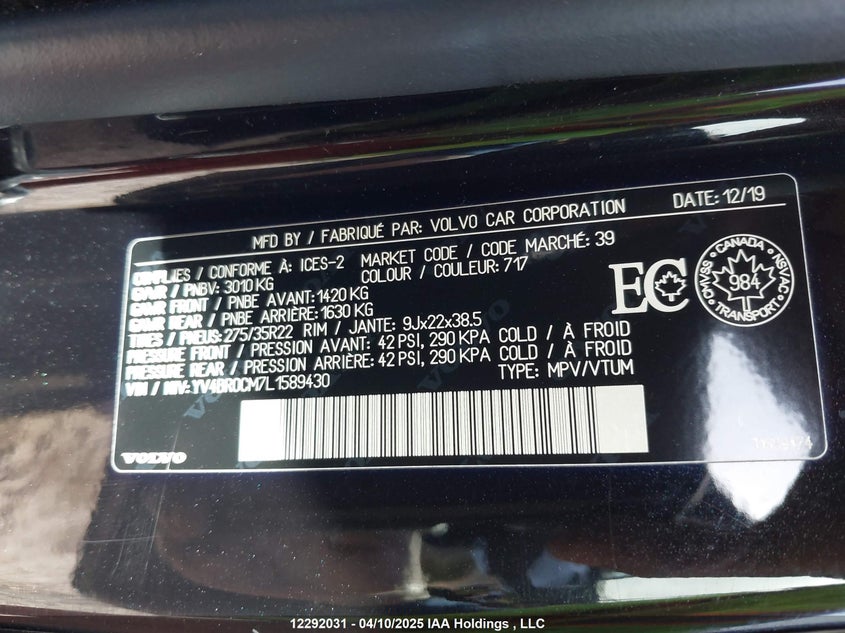 MFD BY / FABRIQUÉ PAR: VOLVO CAR CORPORATION DATE: 12/19
COMPLIES / CONFORME À: ICES-2 MARKET CODE / CODE MARCHÉ: 39
GVWR / PNBV: 3010 KG COLOUR / COULEUR: 717
GAWR FRONT / PNBE AVANT: 1420 KG
GAWR REAR / PNBE ARRIÈRE: 1630 KG
TIRES / PNEUS: 275/35R22 RIM / JANTE: 9Jx22x38.5
PRESSURE FRONT / PRESSION AVANT: 42 PSI, 290 KPA COLD / À FROID
PRESSURE REAR / PRESSION ARRIÈRE: 42 PSI, 290 KPA COLD / À FROID
VIN / NIV: YV4BR0CM7L1589430 TYPE: MPV/VTUM
EC
CANADA
CMVSS
NSVAC
984
TRANSPORT
VOLVO
12292031 - 04/10/2025 IAA Holdings , LLC